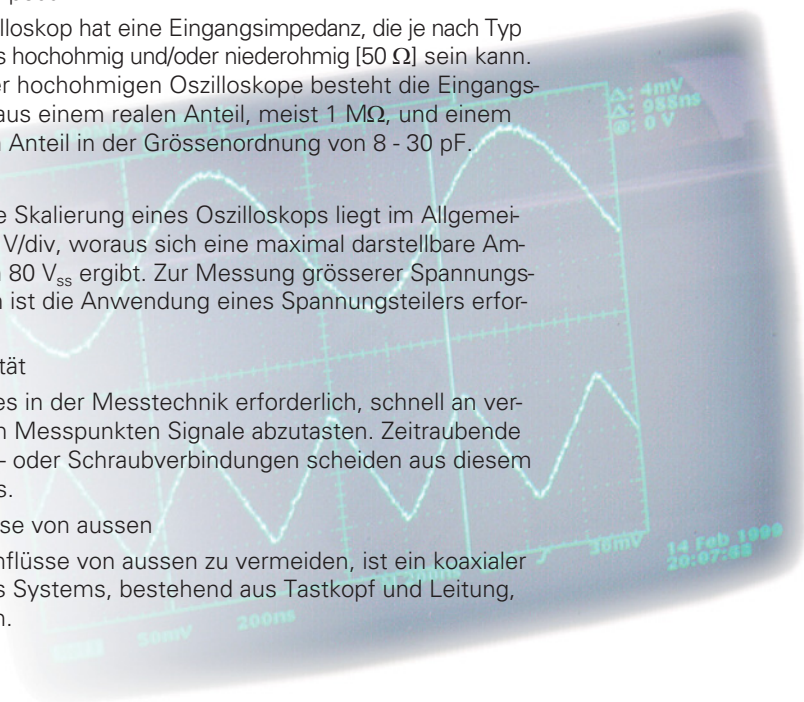 lloskop hat eine Eingangsimpedanz, die je nach Typ
s hochohmig und/oder niederohmig [50 Ω] sein kann.
er hochohmigen Oszilloskope besteht die Eingangs-
aus einem realen Anteil, meist 1 MΩ, und einem
n Anteil in der Grössenordnung von 8 - 30 pF.
e Skalierung eines Oszilloskops liegt im Allgemei-
V/div, woraus sich eine maximal darstellbare Am-
n 80 Vss ergibt. Zur Messung grösserer Spannungs-
n ist die Anwendung eines Spannungsteilers erfor-
tät
es in der Messtechnik erforderlich, schnell an ver-
n Messpunkten Signale abzutasten. Zeitraubende
- oder Schraubverbindungen scheiden aus diesem
s.
sse von aussen
nflüsse von aussen zu vermeiden, ist ein koaxialer
s Systems, bestehend aus Tastkopf und Leitung,
n.
Δ: 4mV
Δ: 988ns
@: 0 V
50mV 200ns
36mV
14 Feb 1999